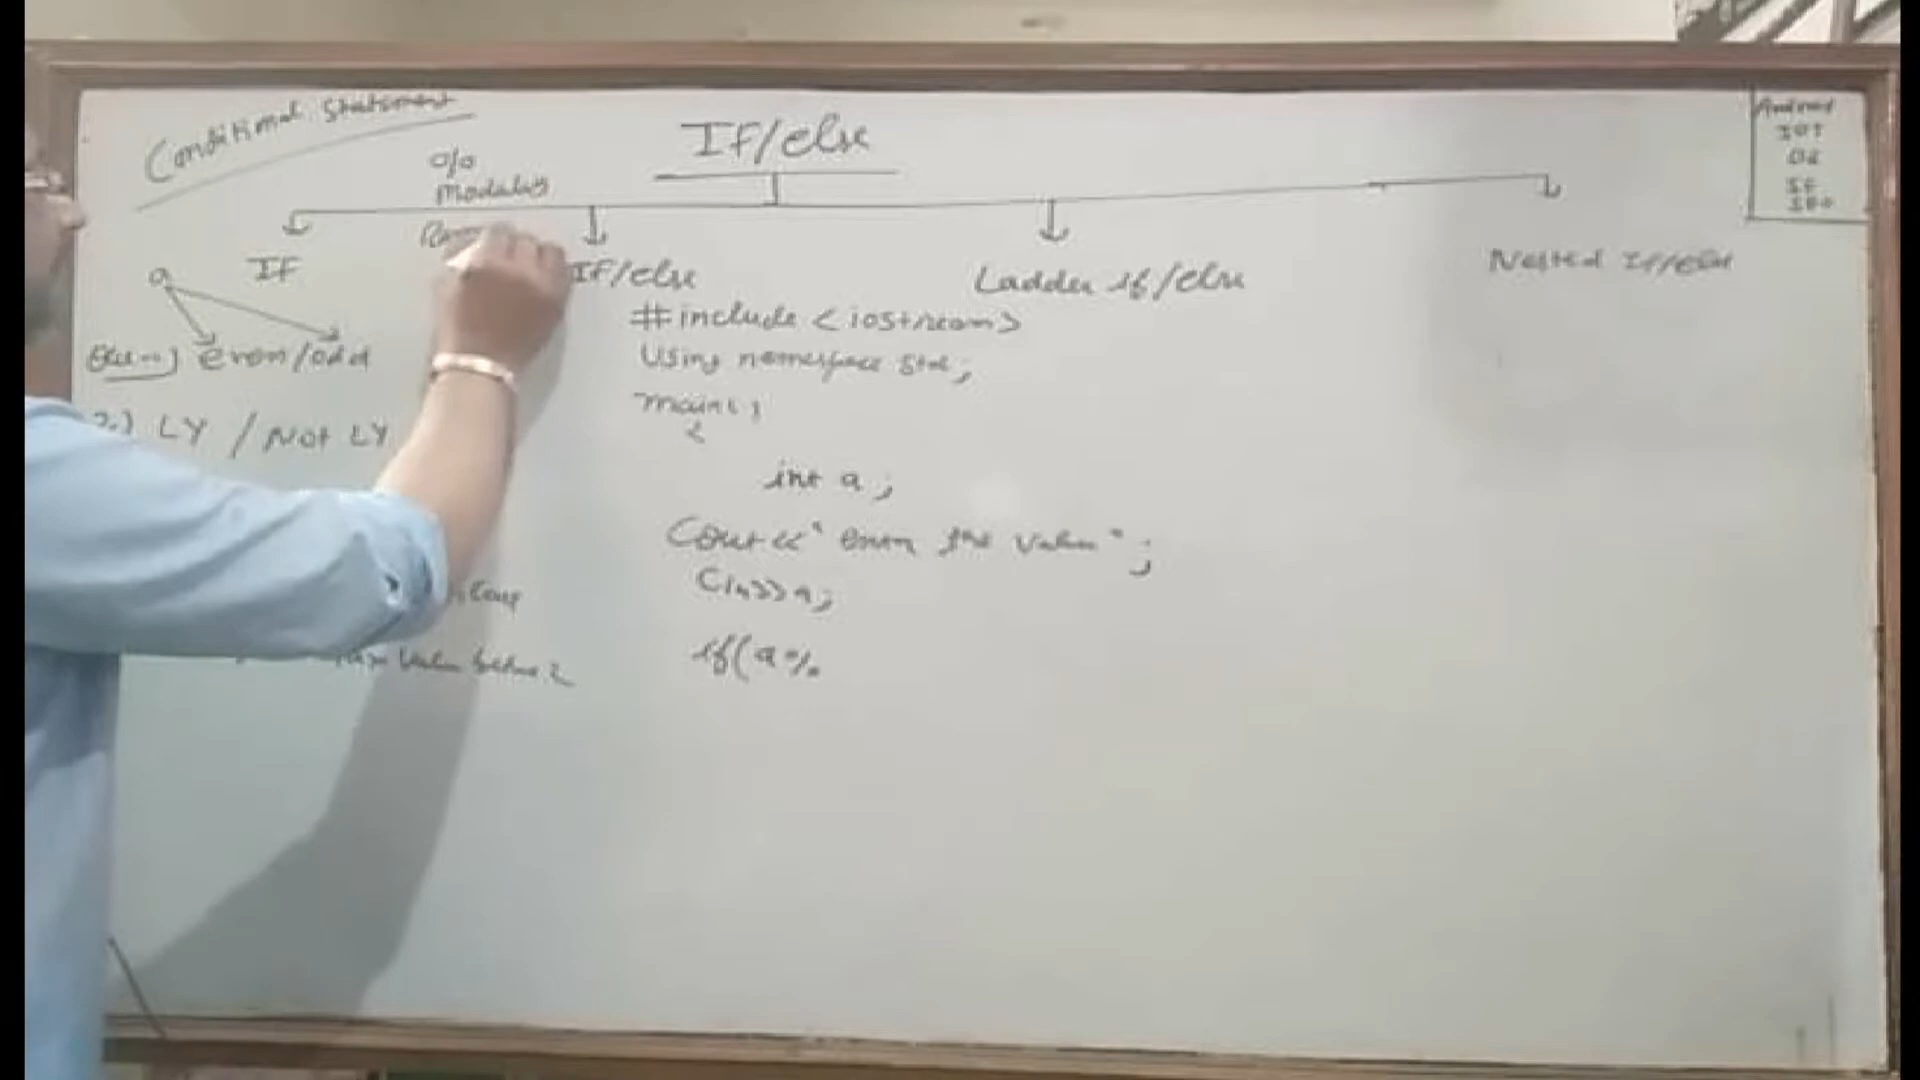 Conditional Statement
IF/else
%
Modulus
IF
IF/else
Ladder if/else
Nested If/else
a
even/odd
LY / Not LY
#include <iostream>
Using namespace std;
main()
{
int a;
Cout<<"enter the value";
Cin>>a;
if(a%
Android
IOT